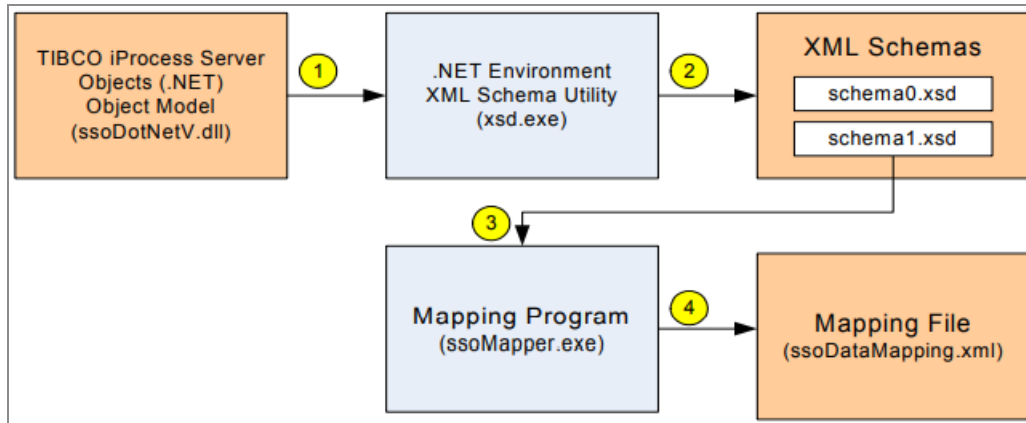 TIBCO iProcess Server
Objects (.NET)
Object Model
(ssoDotNetV.dll)
1
.NET Environment
XML Schema Utility
(xsd.exe)
2
XML Schemas
schema0.xsd
schema1.xsd
3
Mapping Program
(ssoMapper.exe)
4
Mapping File
(ssoDataMapping.xml)